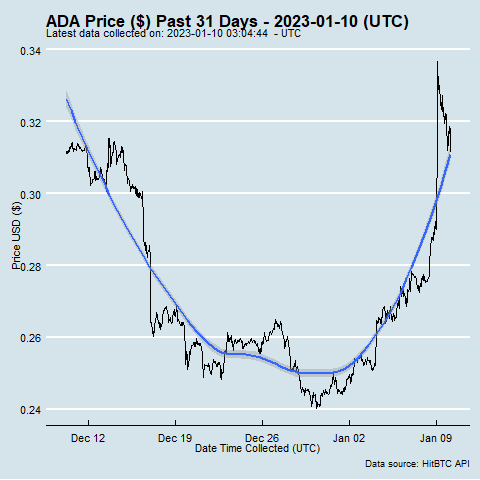 ADA Price ($) Past 31 Days - 2023-01-10 (UTC)
Latest data collected on: 2023-01-10 03:04:44 - UTC
0.34
0.32
0.30
0.28
0.26
0.24
Price USD ($)
Dec 12 Dec 19 Dec 26 Jan 02 Jan 09
Date Time Collected (UTC)
Data source: HitBTC API